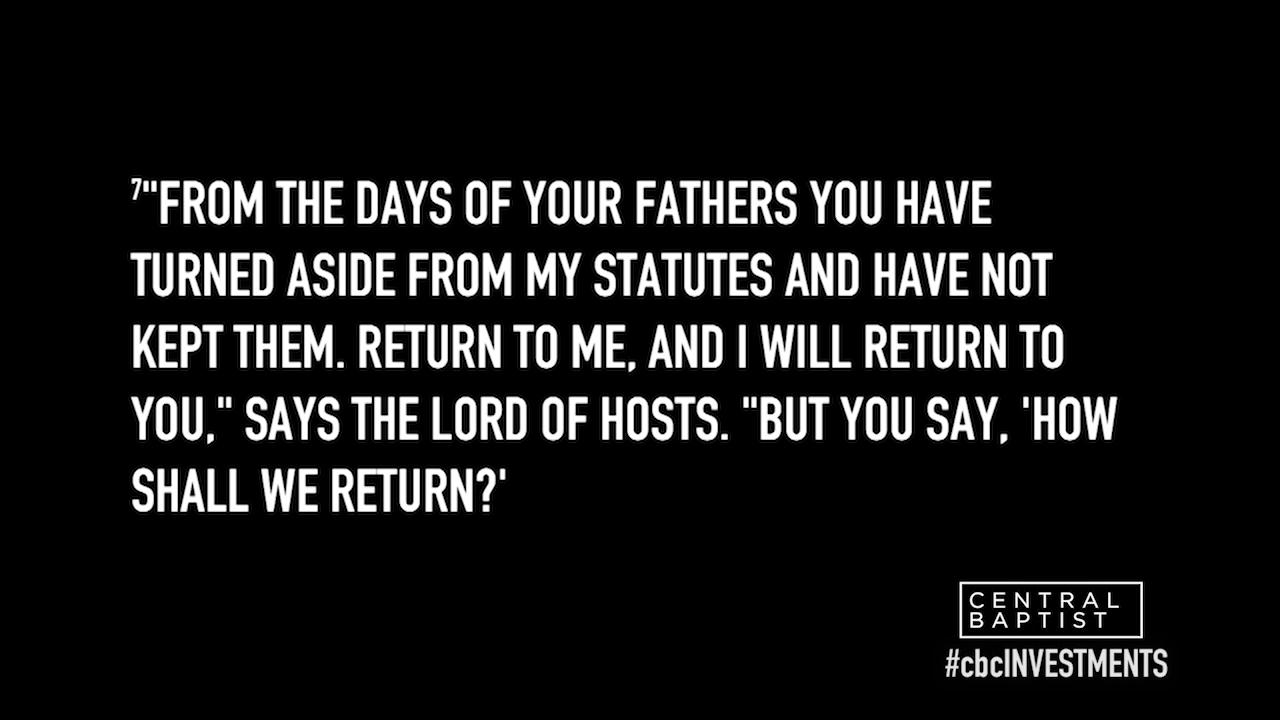 7"FROM THE DAYS OF YOUR FATHERS YOU HAVE
TURNED ASIDE FROM MY STATUTES AND HAVE NOT
KEPT THEM. RETURN TO ME, AND I WILL RETURN TO
YOU," SAYS THE LORD OF HOSTS. "BUT YOU SAY, 'HOW
SHALL WE RETURN?'
CENTRAL
BAPTIST
#cbcINVESTMENTS